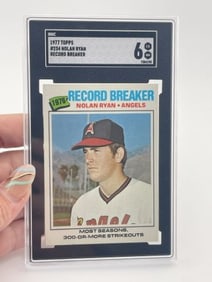 1977 TOPPS
#234 NOLAN RYAN
RECORD BREAKER
SGC
6
1976
RECORD BREAKER
NOLAN RYAN • ANGELS
A
MOST SEASONS,
300-OR-MORE STRIKEOUTS